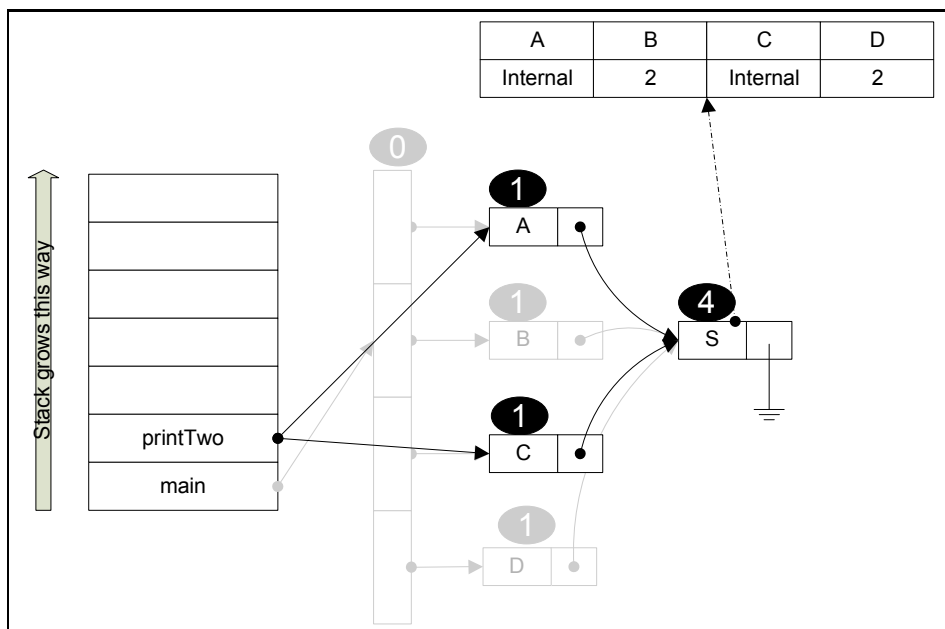 A B C D
Internal 2 Internal 2
0
1
A
1
B
4
S
1
C
1
D
Stack grows this way
printTwo
main